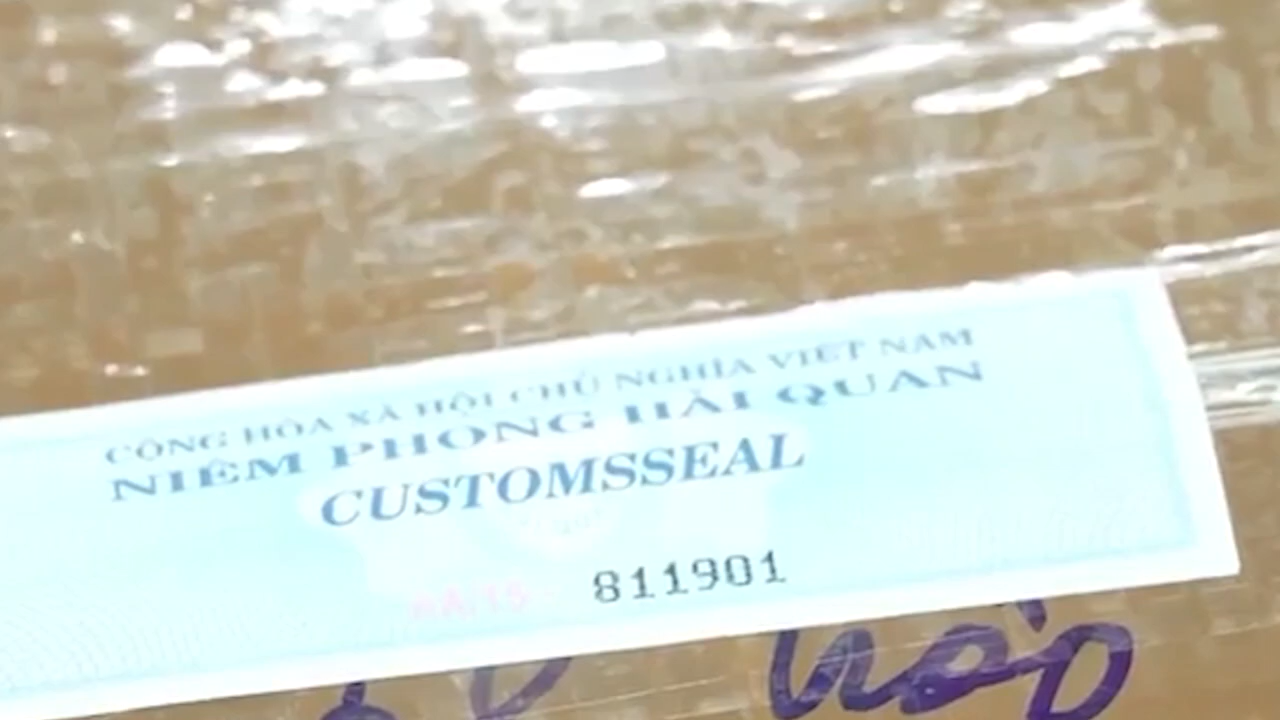 CỘNG HÒA XÃ HỘI CHỦ NGHĨA VIỆT NAM
NIÊM PHONG HẢI QUAN
CUSTOMSSEAL
811901